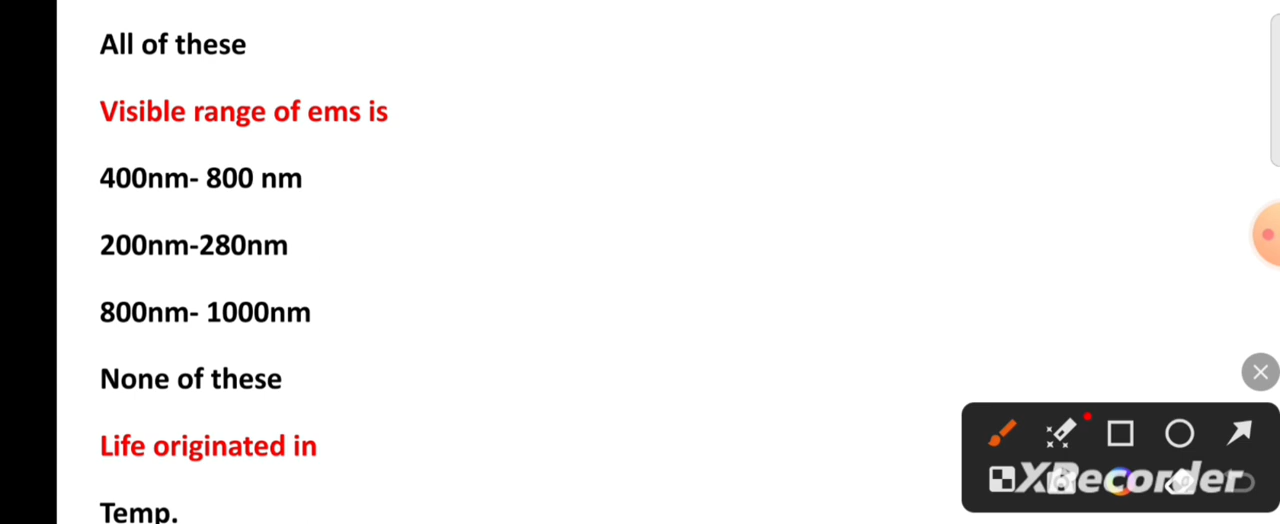 All of these
Visible range of ems is
400nm- 800 nm
200nm-280nm
800nm- 1000nm
None of these
Life originated in
XRecorder
Temp.